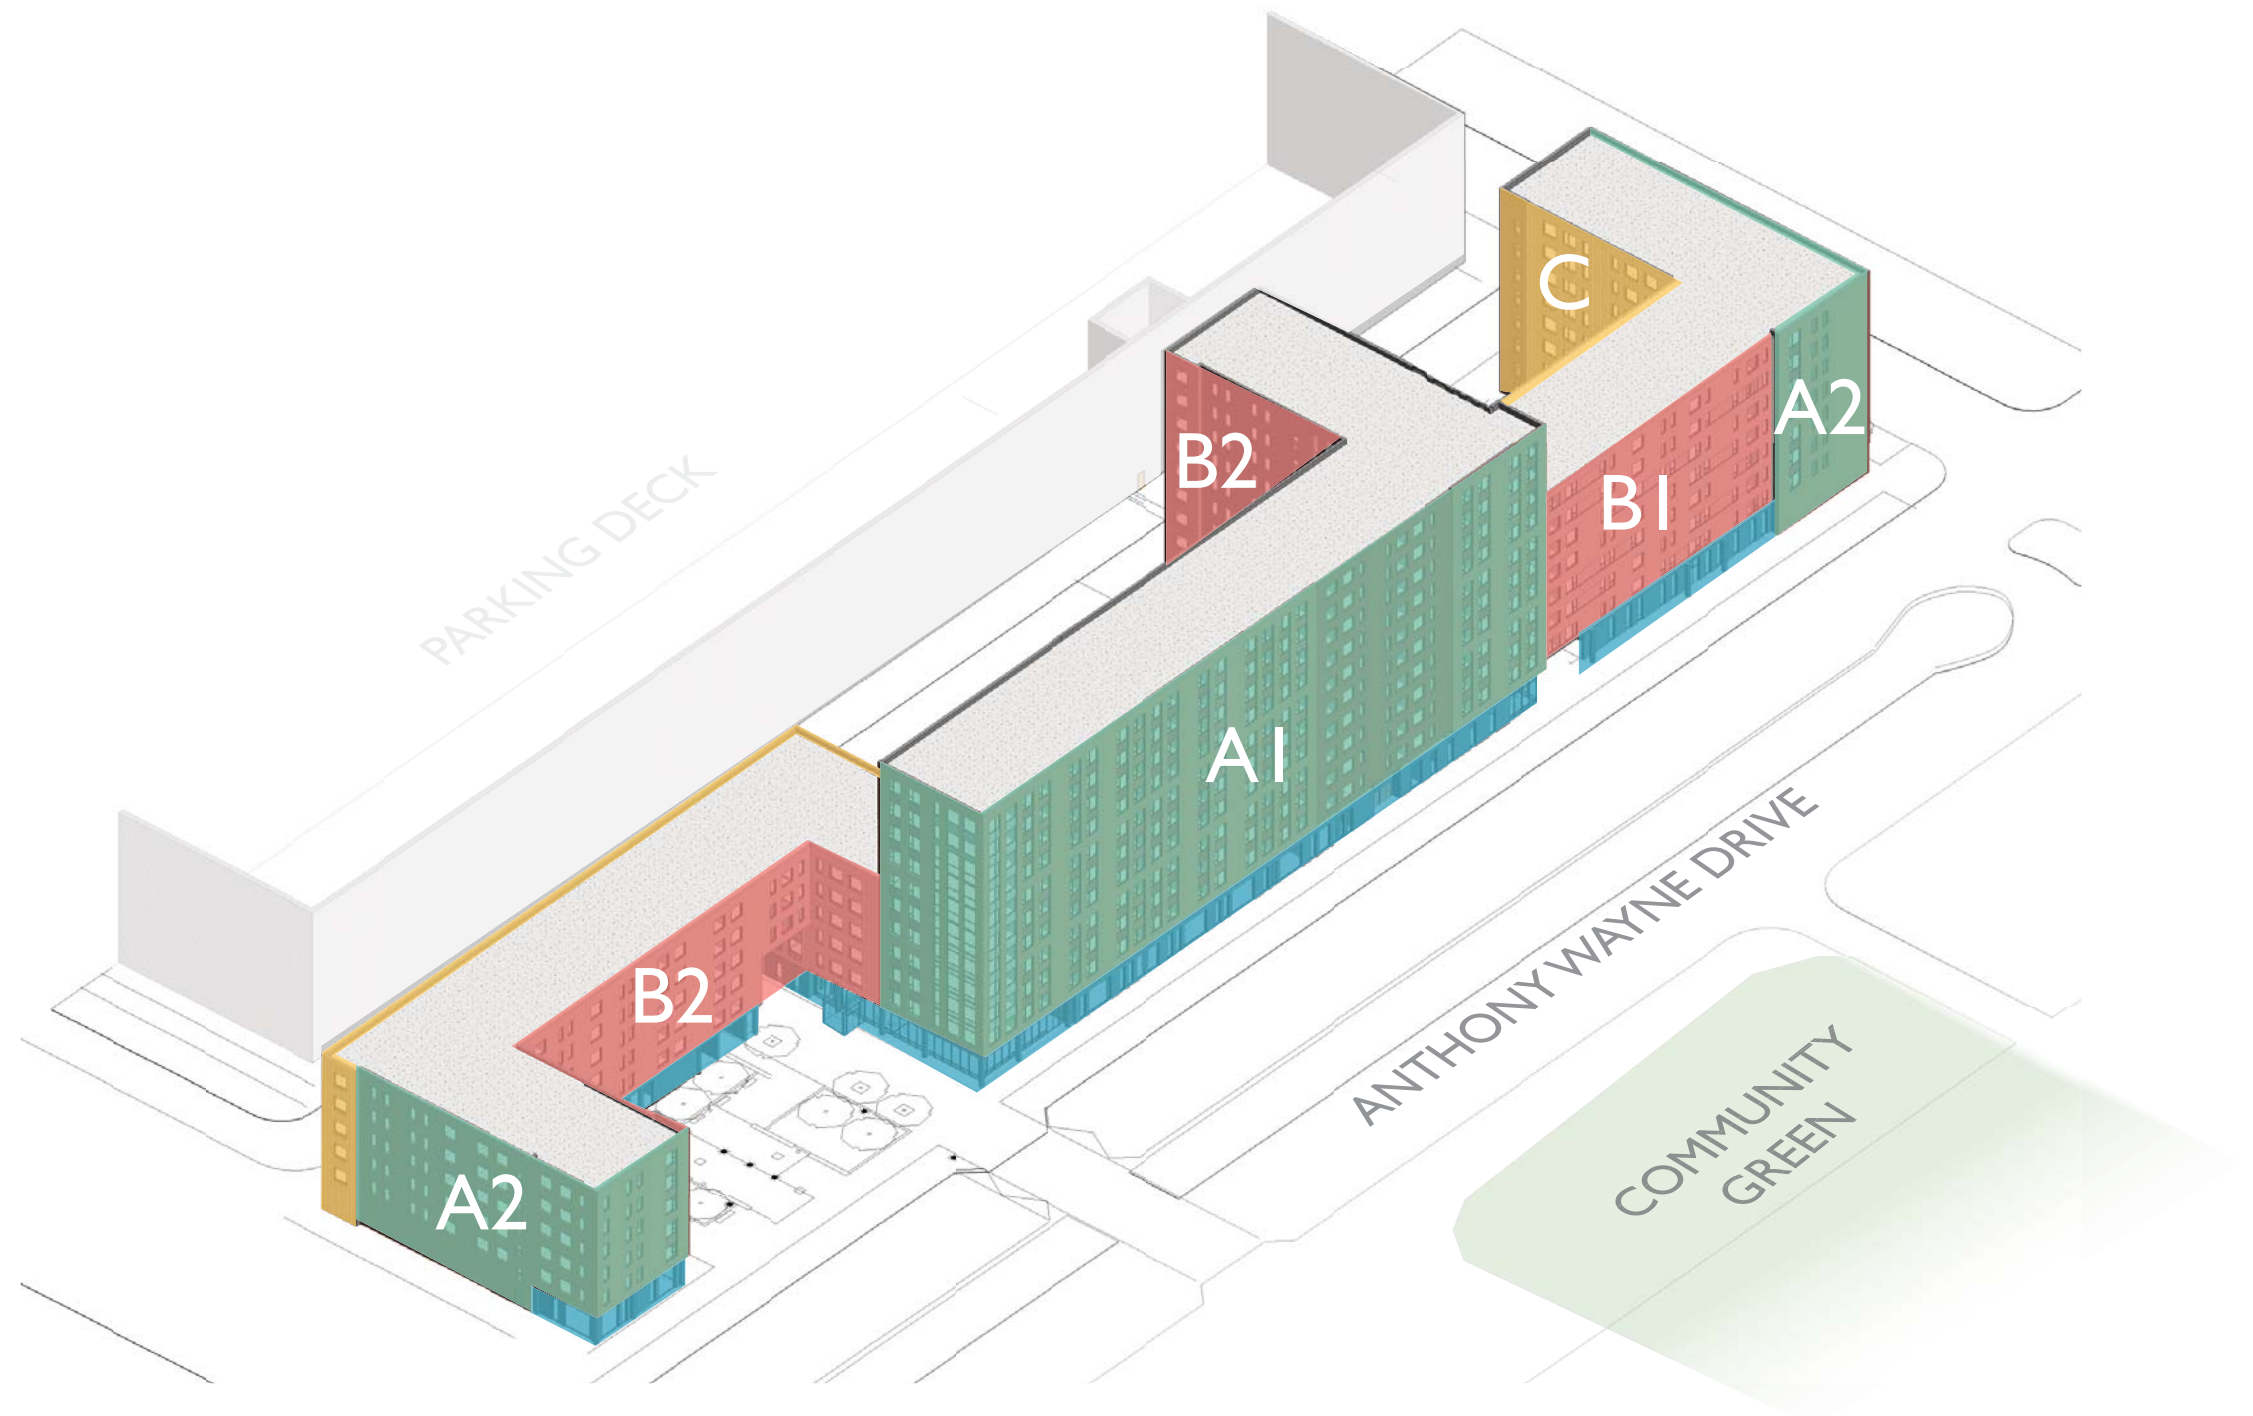 C
A2
B2
B1
PARKING DECK
A1
ANTHONY WAYNE DRIVE
B2
COMMUNITY
GREEN
A2